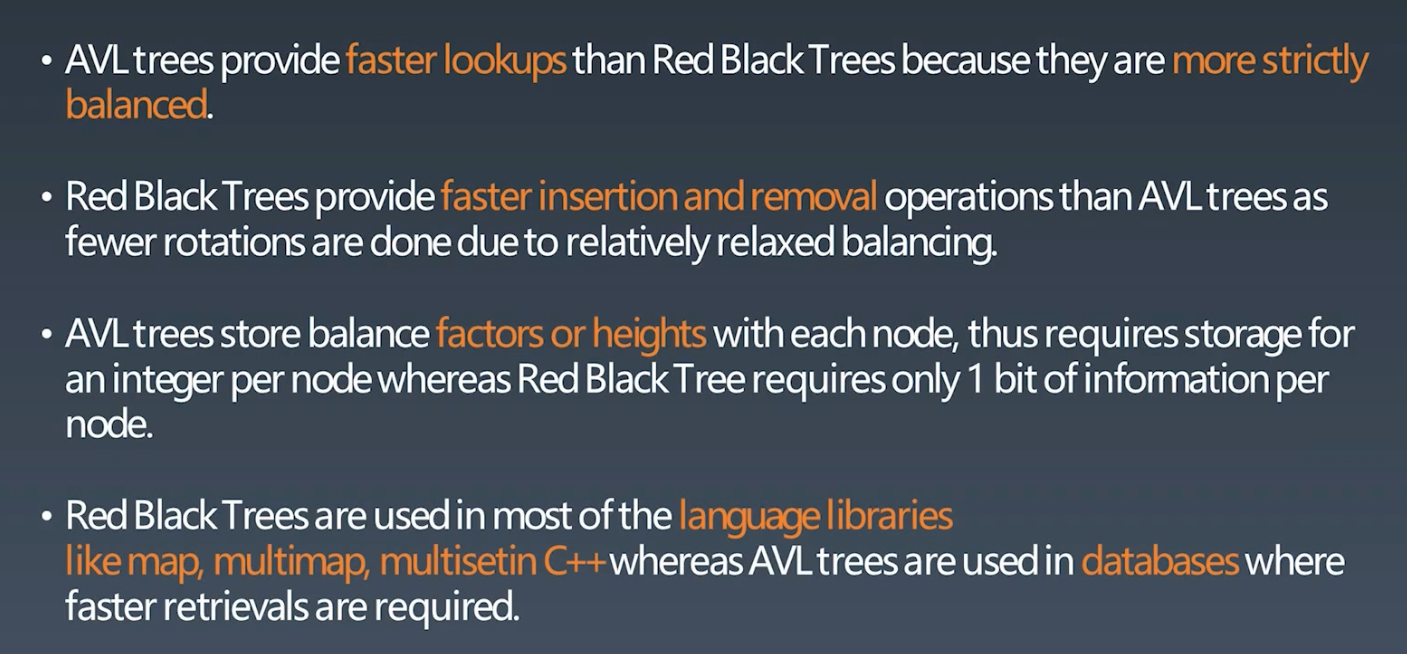 • AVL trees provide faster lookups than Red Black Trees because they are more strictly
balanced.
• Red Black Trees provide faster insertion and removal operations than AVL trees as
fewer rotations are done due to relatively relaxed balancing.
• AVL trees store balance factors or heights with each node, thus requires storage for
an integer per node whereas Red Black Tree requires only 1 bit of information per
node.
• Red Black Trees are used in most of the language libraries
like map, multimap, multisetin C++ whereas AVL trees are used in databases where
faster retrievals are required.